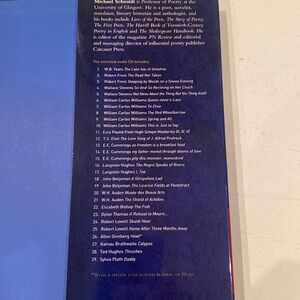 Michael Schmidt is Professor of Poetry at
the University of Glasgow. He is a poet, novelist,
translator, literary historian and anthologist, and
his books include Lives of the Poets, The Story of Poetry,
The First Poets, The Harvill Book of Twentieth-Century
Poetry in English and The Shakespeare Handbook. He
is editor of the magazine PN Review and editorial
and managing director of influential poetry publisher
Carcanet Press.
The enclosed audio CD includes:
1. W.B. Yeats The Lake Isle of Innisfree
2. Robert Frost The Road Not Taken
3. Robert Frost Stopping by Woods on a Snowy Evening
4. Wallace Stevens So-And-So Reclining on Her Couch
5. Wallace Stevens Not Ideas About the Thing But the Thing Itself
6. William Carlos Williams Queen-Anne's-Lace
7. William Carlos Williams To Elsie
8. William Carlos Williams The Red Wheelbarrow
9. William Carlos Williams Spring and All
10. William Carlos Williams This is Just to Say
11. Ezra Pound From Hugh Selwyn Mauberley
12. T.S. Eliot The Love Song of J. Alfred Prufrock
13. E.E. Cummings as freedom is a breakfastfood
14. E.E. Cummings my father moved through dooms of love
15. E.E. Cummings pity this monster, manunkind
16. Langston Hughes The Negro Speaks of Rivers
17. Langston Hughes I, Too
18. John Betjeman A Shropshire Lad
19. John Betjeman The Licorice Fields at Pontefract
20. W.H. Auden Musée des Beaux Arts
21. W.H. Auden The Shield of Achilles
22. Elizabeth Bishop The Fish
23. Dylan Thomas A Refusal to Mourn...
24. Robert Lowell Skunk Hour
25. Robert Lowell Home After Three Months Away
26. Allen Ginsberg Howl*
27. Kamau Brathwaite Calypso
28. Ted Hughes Thrushes
29. Sylvia Plath Daddy
*With a special extended reading of Howl